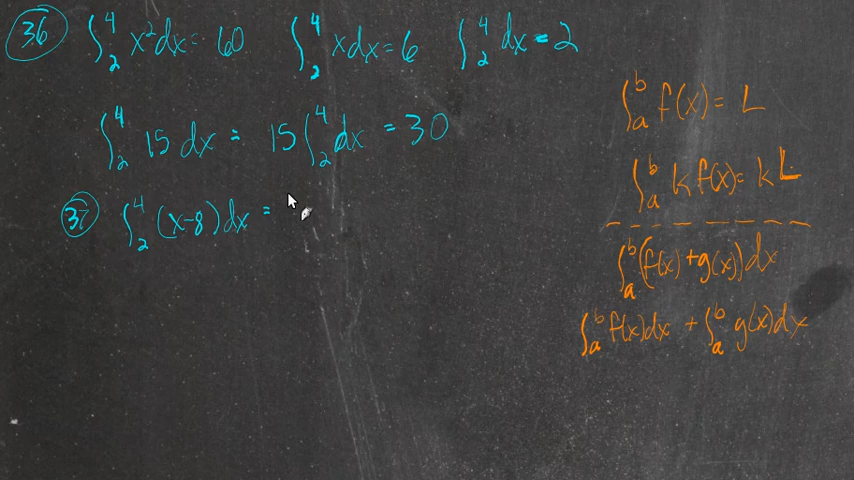 36 ∫₂⁴ x²dx = 60 ∫₂⁴ xdx = 6 ∫₂⁴ dx = 2
∫₂⁴ 15 dx = 15 ∫₂⁴ dx = 30
37 ∫₂⁴ (x-8) dx =
∫ₐᵇ f(x) = L
∫ₐᵇ k f(x) = k L
∫ₐᵇ (f(x) + g(x)) dx
∫ₐᵇ f(x)dx + ∫ₐᵇ g(x)dx